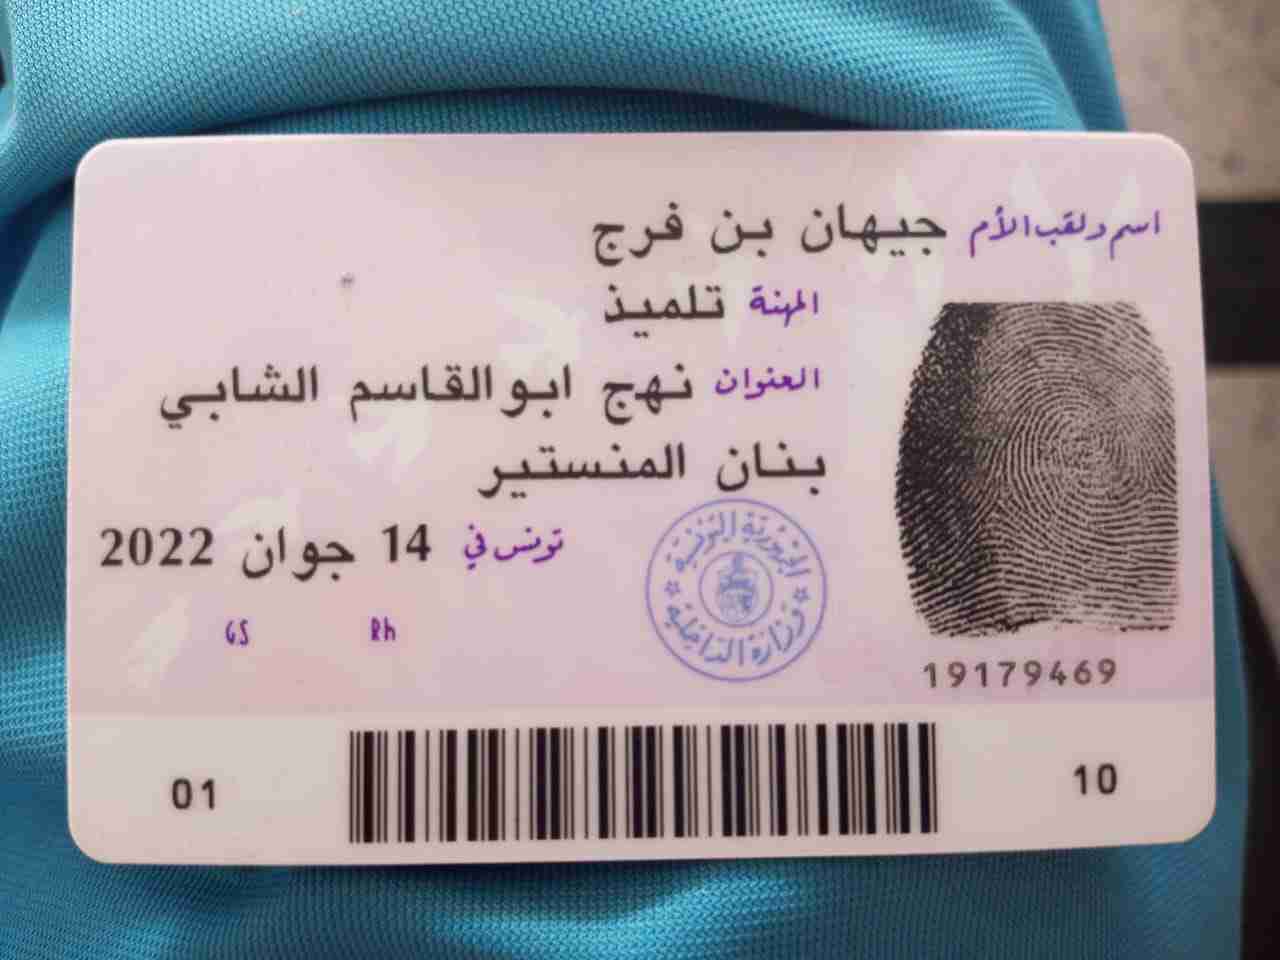 اسم ولقب الأم جيهان بن فرج
المهنة تلميذ
العنوان نهج ابو القاسم الشابي
بنان المنستير
تونس في 14 جوان 2022
GS Rh
الجمهورية التونسية
وزارة الداخلية
19179469
01 10